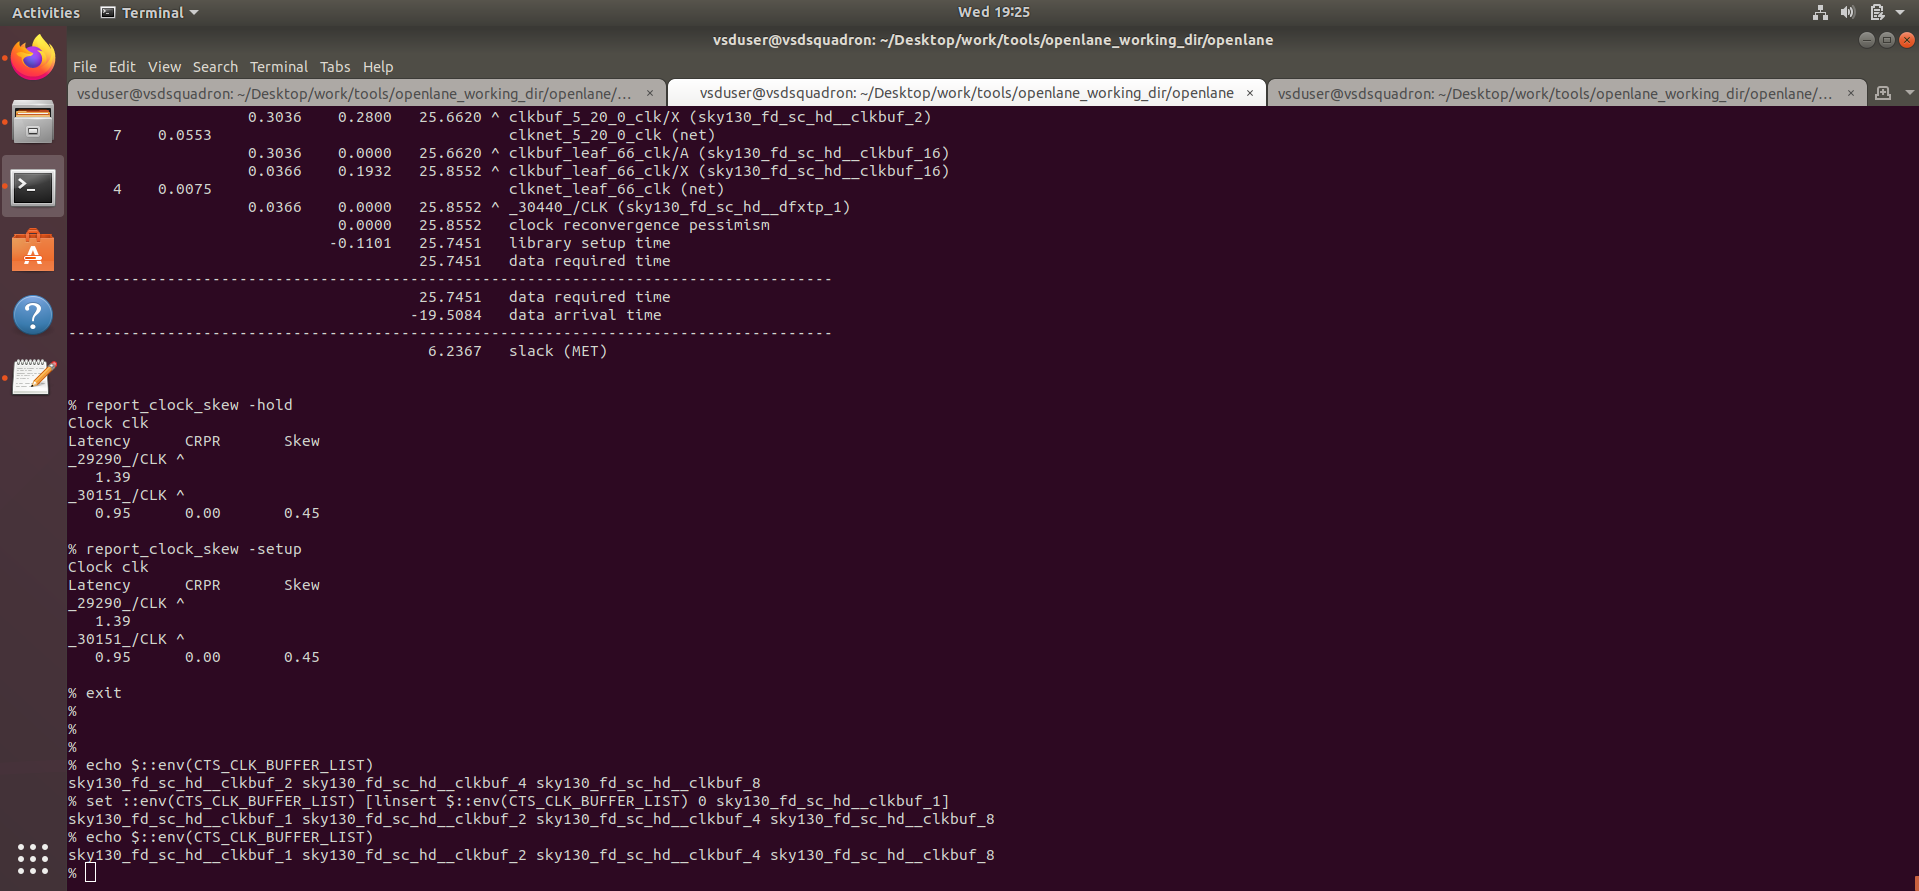 Activities Terminal Wed 19:25
vsduser@vsdsquadron: ~/Desktop/work/tools/openlane_working_dir/openlane
File Edit View Search Terminal Tabs Help
vsduser@vsdsquadron: ~/Desktop/work/tools/openlane_working_dir/openlane/... × vsduser@vsdsquadron: ~/Desktop/work/tools/openlane_working_dir/openlane × vsduser@vsdsquadron: ~/Desktop/work/tools/openlane_working_dir/openlane/... ×
                    0.3036    0.2800   25.6620 ^ clkbuf_5_20_0_clk/X (sky130_fd_sc_hd__clkbuf_2)
     7    0.0553                                 clknet_5_20_0_clk (net)
                    0.3036    0.0000   25.6620 ^ clkbuf_leaf_66_clk/A (sky130_fd_sc_hd__clkbuf_16)
                    0.0366    0.1932   25.8552 ^ clkbuf_leaf_66_clk/X (sky130_fd_sc_hd__clkbuf_16)
     4    0.0075                                 clknet_leaf_66_clk (net)
                    0.0366    0.0000   25.8552 ^ _30440_/CLK (sky130_fd_sc_hd__dfxtp_1)
                              0.0000   25.8552   clock reconvergence pessimism
                             -0.1101   25.7451   library setup time
                                       25.7451   data required time
-------------------------------------------------------------------------------------
                                       25.7451   data required time
                                      -19.5084   data arrival time
-------------------------------------------------------------------------------------
                                        6.2367   slack (MET)
% report_clock_skew -hold
Clock clk
Latency      CRPR       Skew
_29290_/CLK ^
   1.39
_30151_/CLK ^
   0.95      0.00       0.45
% report_clock_skew -setup
Clock clk
Latency      CRPR       Skew
_29290_/CLK ^
   1.39
_30151_/CLK ^
   0.95      0.00       0.45
% exit
%
%
%
% echo $::env(CTS_CLK_BUFFER_LIST)
sky130_fd_sc_hd__clkbuf_2 sky130_fd_sc_hd__clkbuf_4 sky130_fd_sc_hd__clkbuf_8
% set ::env(CTS_CLK_BUFFER_LIST) [linsert $::env(CTS_CLK_BUFFER_LIST) 0 sky130_fd_sc_hd__clkbuf_1]
sky130_fd_sc_hd__clkbuf_1 sky130_fd_sc_hd__clkbuf_2 sky130_fd_sc_hd__clkbuf_4 sky130_fd_sc_hd__clkbuf_8
% echo $::env(CTS_CLK_BUFFER_LIST)
sky130_fd_sc_hd__clkbuf_1 sky130_fd_sc_hd__clkbuf_2 sky130_fd_sc_hd__clkbuf_4 sky130_fd_sc_hd__clkbuf_8
%